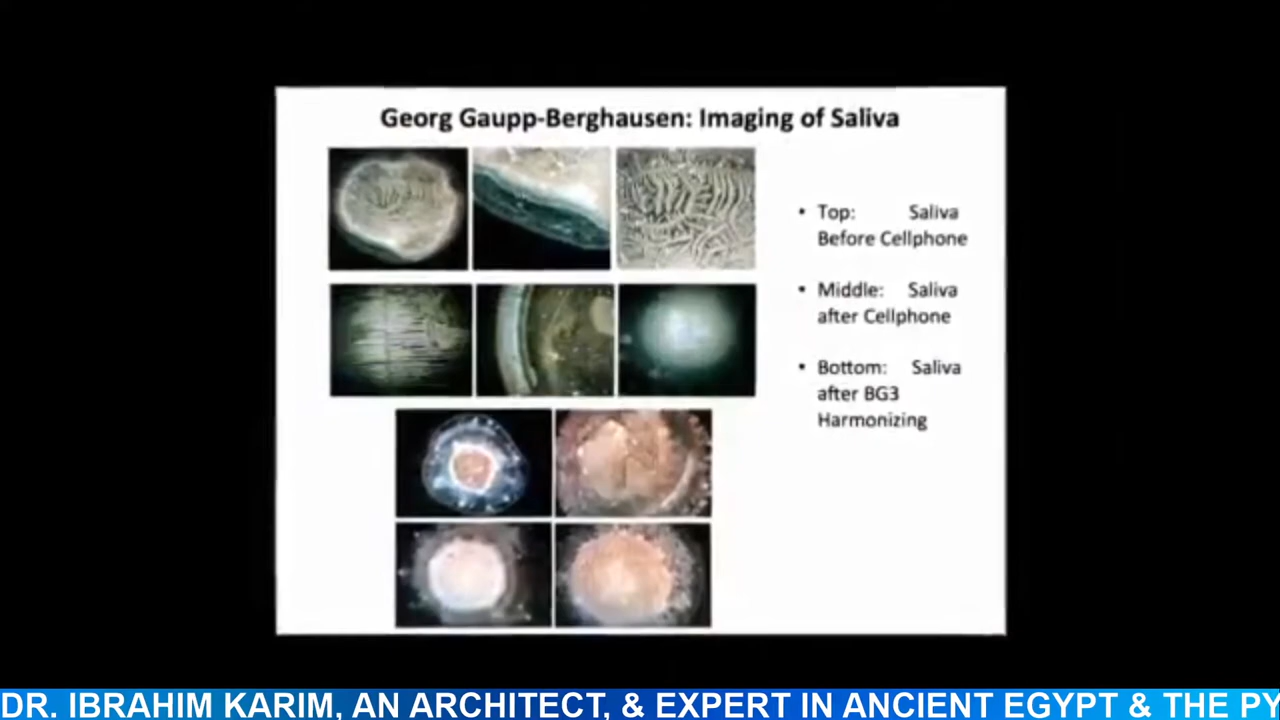 Georg Gaupp-Berghausen: Imaging of Saliva
• Top: Saliva
Before Cellphone
• Middle: Saliva
after Cellphone
• Bottom: Saliva
after BG3
Harmonizing
DR. IBRAHIM KARIM, AN ARCHITECT, & EXPERT IN ANCIENT EGYPT & THE PY